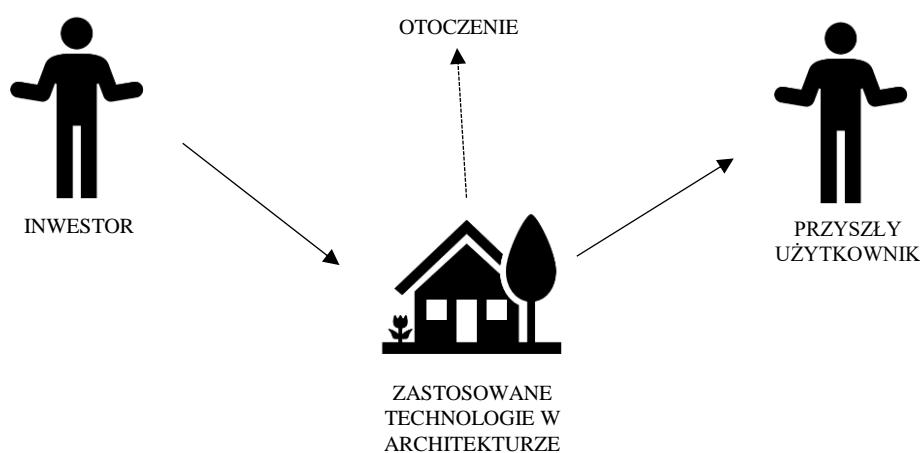 OTOCZENIE
INWESTOR
PRZYSZŁY
UŻYTKOWNIK
ZASTOSOWANE
TECHNOLOGIE W
ARCHITEKTURZE